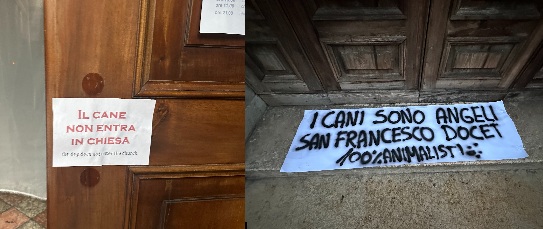 IL CANE
NON ENTRA
IN CHIESA
I CANI SONO ANGELI
SAN FRANCESCO DOCET
100%ANIMALISTI